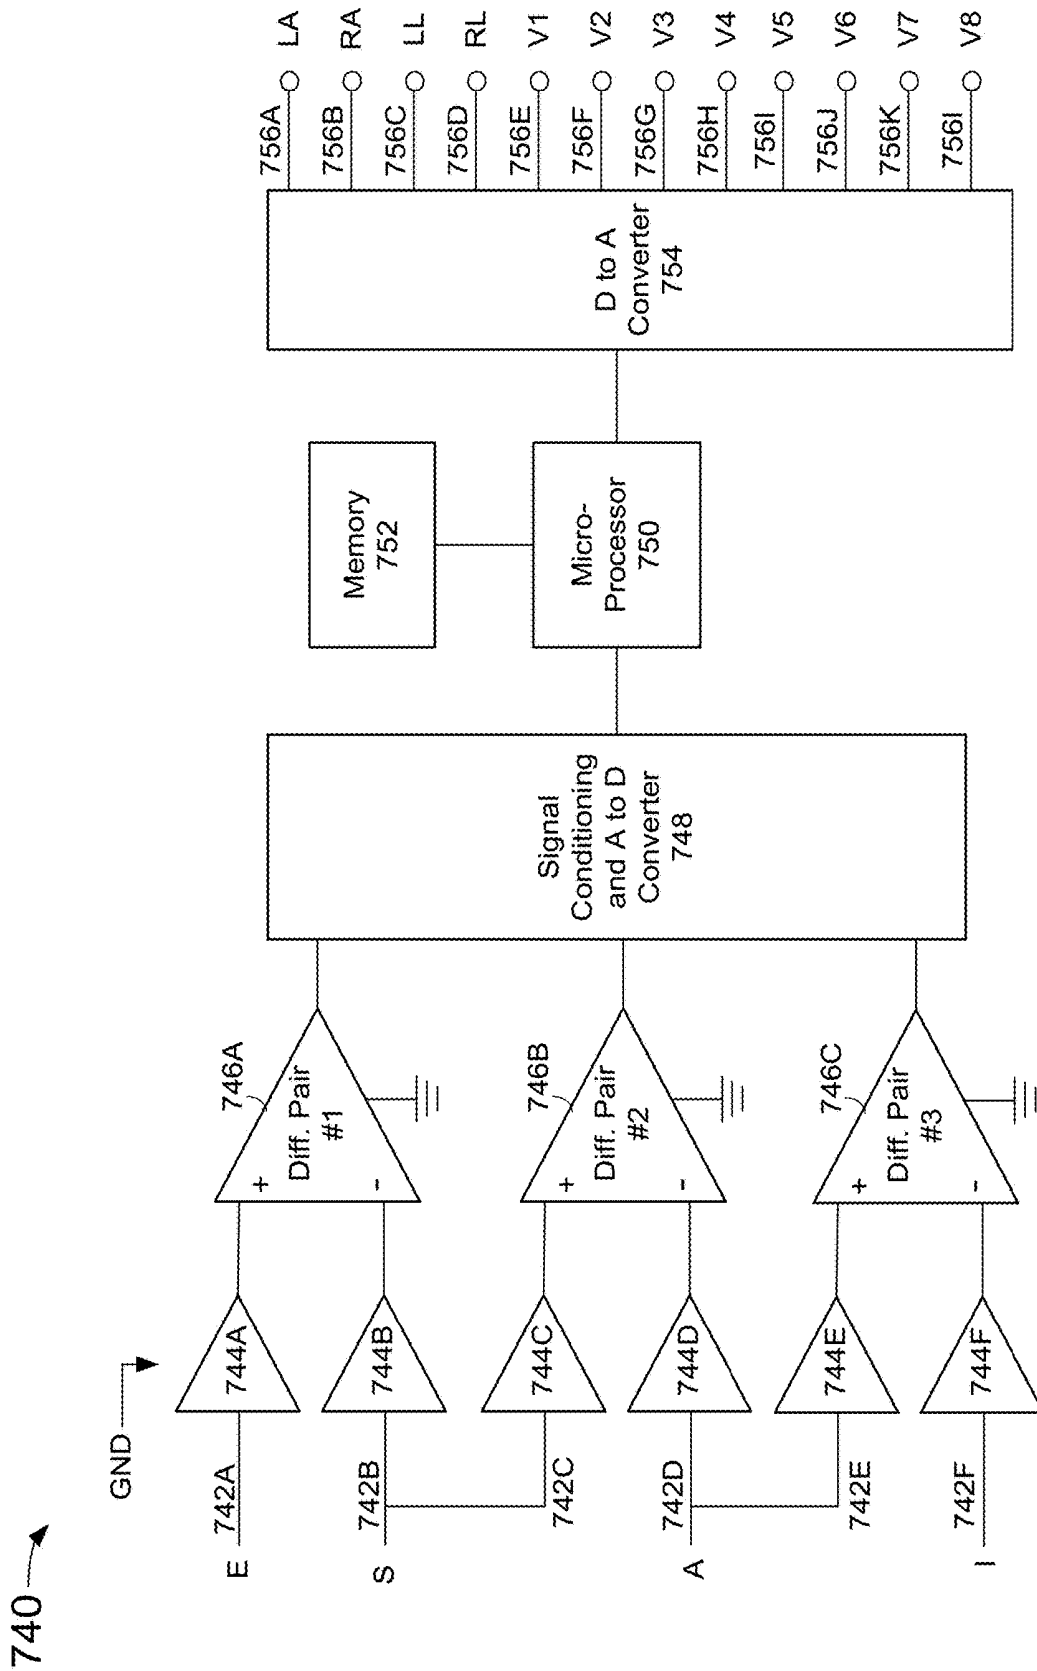 740
GND
E
742A
744A
S
742B
744B
742C
744C
A
742D
744D
742E
744E
I
742F
744F
746A
+
-
Diff. Pair
#1
746B
+
-
Diff. Pair
#2
746C
+
-
Diff. Pair
#3
Signal
Conditioning
and A to D
Converter
748
Memory
752
Micro-
Processor
750
D to A
Converter
754
756A LA
756B RA
756C LL
756D RL
756E V1
756F V2
756G V3
756H V4
756I V5
756J V6
756K V7
756I V8